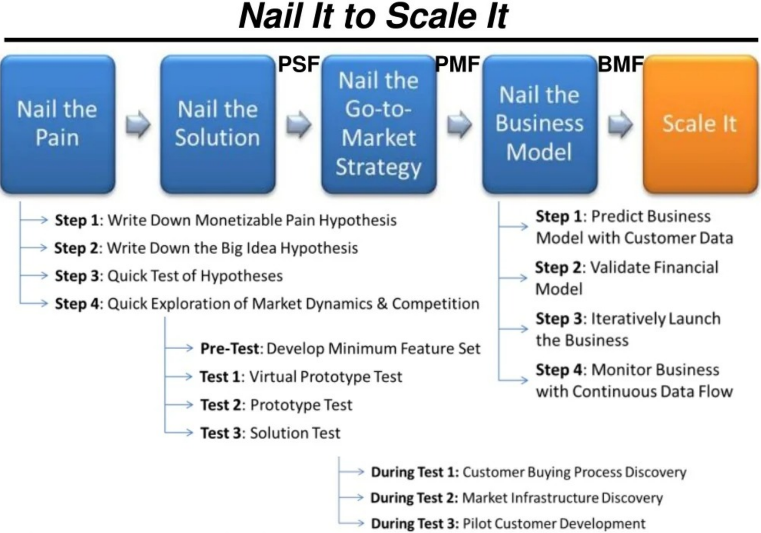 Nail It to Scale It
PSF
PMF
BMF
Nail the
Pain
Nail the
Solution
Nail the
Go-to-
Market
Strategy
Nail the
Business
Model
Scale It
Step 1: Write Down Monetizable Pain Hypothesis
Step 2: Write Down the Big Idea Hypothesis
Step 3: Quick Test of Hypotheses
Step 4: Quick Exploration of Market Dynamics & Competition
Pre-Test: Develop Minimum Feature Set
Test 1: Virtual Prototype Test
Test 2: Prototype Test
Test 3: Solution Test
During Test 1: Customer Buying Process Discovery
During Test 2: Market Infrastructure Discovery
During Test 3: Pilot Customer Development
Step 1: Predict Business
Model with Customer Data
Step 2: Validate Financial
Model
Step 3: Iteratively Launch
the Business
Step 4: Monitor Business
with Continuous Data Flow